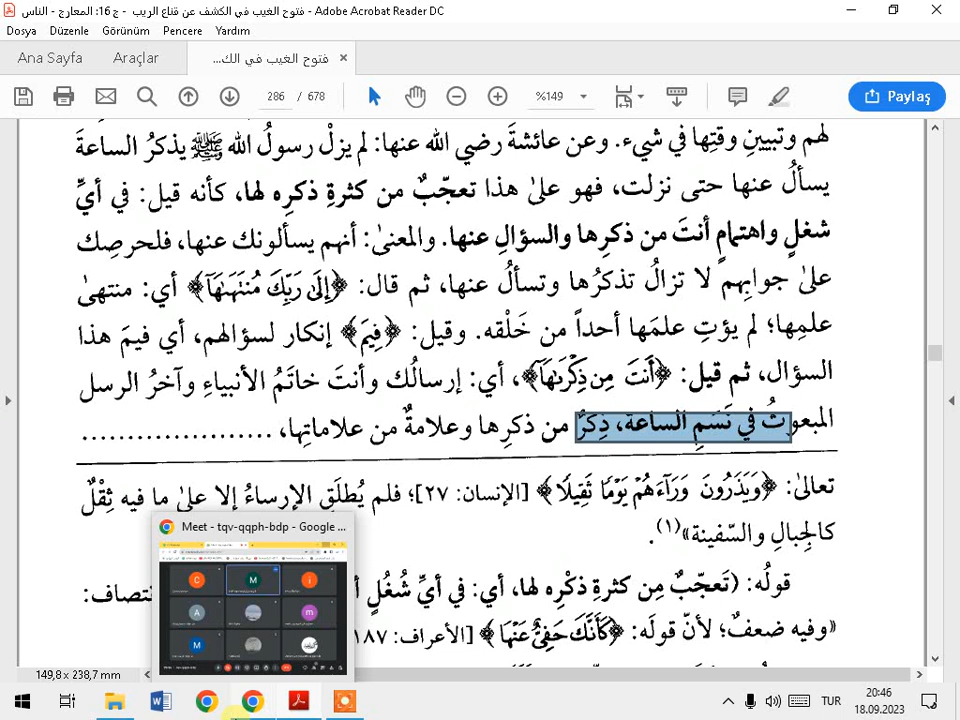 فتوح الغيب في الكشف عن قناع الريب - ج 16: المعارج - الناس - Adobe Acrobat Reader DC
Dosya Düzenle Görünüm Pencere Yardım
Ana Sayfa Araçlar فتوح الغيب في الك...
286 / 678 %149 Paylaş
لهم وتبيين وقتِها في شيء. وعن عائشةَ رضي الله عنها: لم يزلْ رسولُ الله ﷺ يذكرُ الساعةَ
يسألُ عنها حتى نزلت، فهو علىٰ هذا تعجّبٌ من كثرةِ ذكرِه لها، كأنه قيل: في أيِّ
شغلٍ واهتمامٍ أنتَ من ذكرِها والسؤالِ عنها. والمعنىٰ: أنهم يسألونك عنها، فلحرصِك
علىٰ جوابِهم لا تزالُ تذكرُها وتسألُ عنها، ثم قال: ﴿إِلَىٰ رَبِّكَ مُنتَهَىٰهَآ﴾ أي: منتهىٰ
علمِها؛ لم يؤتِ علمَها أحداً من خَلْقه. وقيل: ﴿فِيمَ﴾ إنكار لسؤالهم، أي فيمَ هذا
السؤال، ثم قيل: ﴿أَنتَ مِن ذِكْرَىٰهَآ﴾، أي: إرسالُك وأنتَ خاتَمُ الأنبياءِ وآخرُ الرسل
المبعوثُ في نَسَمِ الساعة، ذِكرٌ من ذكرِها وعلامةٌ من علاماتِها، ......................
تعالىٰ: ﴿وَيَذَرُونَ وَرَآءَهُمْ يَوْمًا ثَقِيلًا﴾ [الإنسان: ٢٧]؛ فلم يُطلَقِ الإرساءُ إلا علىٰ ما فيه ثِقْلٌ
كالجِبالِ والسّفينة»(١).
قولُه: (تَعجّبٌ مِن كثرةِ ذكْرِه لها، أي: في أيِّ شُغُلٍ أ تصاف:
«وفيه ضعفٌ؛ لأنّ قولَه: ﴿كَأَنَّكَ حَفِىٌّ عَنْهَا﴾ [الأعراف: ١٨٧
Meet - tqv-qqph-bdp - Google ...
C M i
A m
M
149,8 x 238,7 mm
TUR 20:46
18.09.2023